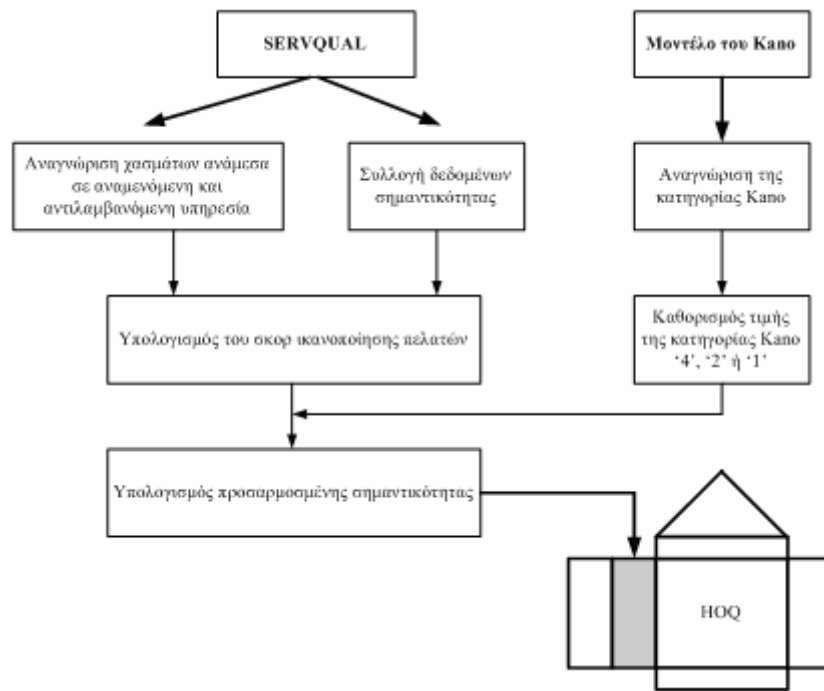 SERVQUAL
Μοντέλο του Kano
Αναγνώριση χασμάτων ανάμεσα
σε αναμενόμενη και
αντιλαμβανόμενη υπηρεσία
Συλλογή δεδομένων
σημαντικότητας
Αναγνώριση της
κατηγορίας Kano
Υπολογισμός του σκορ ικανοποίησης πελατών
Καθορισμός τιμής
της κατηγορίας Kano
‘4’, ‘2’ ή ‘1’
Υπολογισμός προσαρμοσμένης σημαντικότητας
HOQ